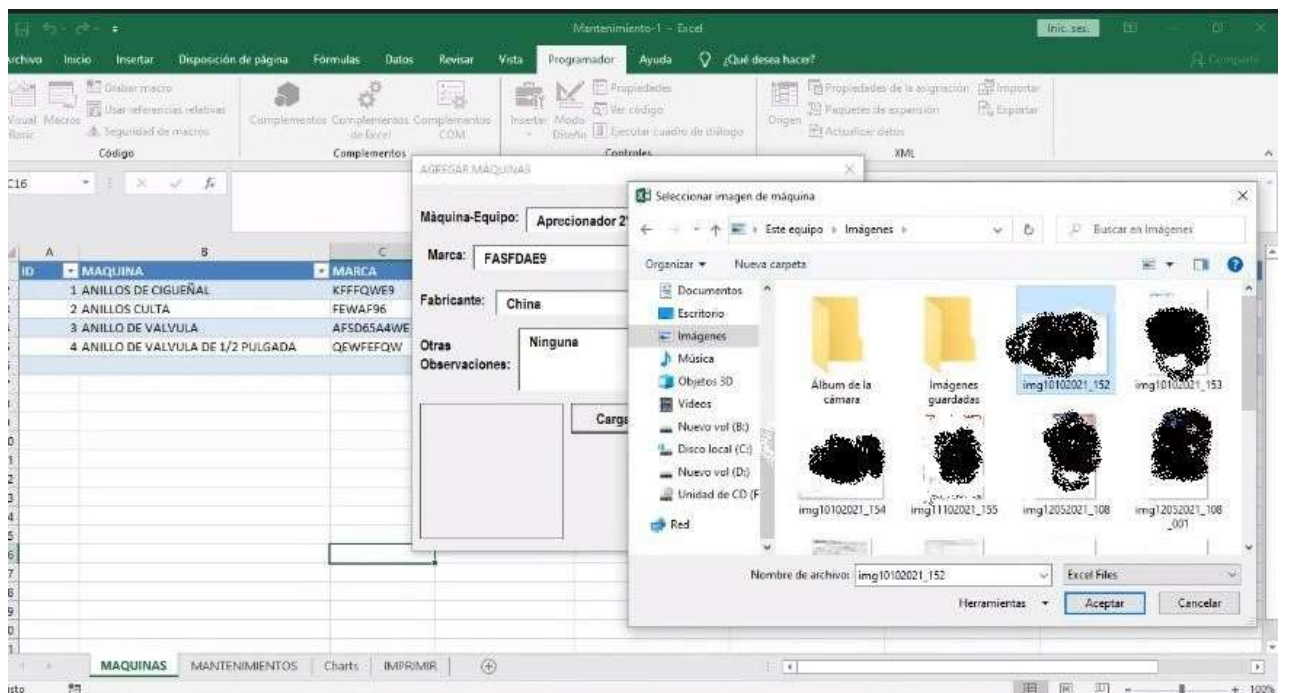 Mantenimiento-1 - Excel
Inic. ses.
Inicio Insertar Disposición de página Fórmulas Datos Revisar Vista Programador Ayuda ¿Qué desea hacer?
Grabar macro
Usar referencias relativas
Seguridad de macros
Macros
Código
Complementos
Complementos de Excel
Complementos COM
Complementos
Insertar
Modo Diseño
Propiedades
Ver código
Ejecutar cuadro de diálogo
Controles
Origen
Propiedades de la asignación
Paquetes de expansión
Actualizar datos
Importar
Exportar
XML
C16
fx
A B C
ID MAQUINA MARCA
1 ANILLOS DE CIGUEÑAL KFFFQWE9
2 ANILLOS CULTA FEWAF96
3 ANILLO DE VALVULA AFSD65A4WE
4 ANILLO DE VALVULA DE 1/2 PULGADA QEWFEFQW
AGREGAR MÁQUINAS
Máquina-Equipo: Aprecionador 2"
Marca: FASFDAE9
Fabricante: China
Otras Observaciones: Ninguna
Carga
Seleccionar imagen de máquina
Este equipo Imágenes
Buscar en Imágenes
Organizar Nueva carpeta
Documentos
Escritorio
Imágenes
Música
Objetos 3D
Videos
Nuevo vol (B:)
Disco local (C:)
Nuevo vol (D:)
Unidad de CD (F
Red
Álbum de la cámara
Imágenes guardadas
img10102021_152
img10102021_153
img10102021_154
img11102021_155
img12052021_108
img12052021_108_001
Nombre de archivo: img10102021_152 Excel Files
Herramientas Aceptar Cancelar
MAQUINAS MANTENIMIENTOS Charts IMPRIMIR
100%